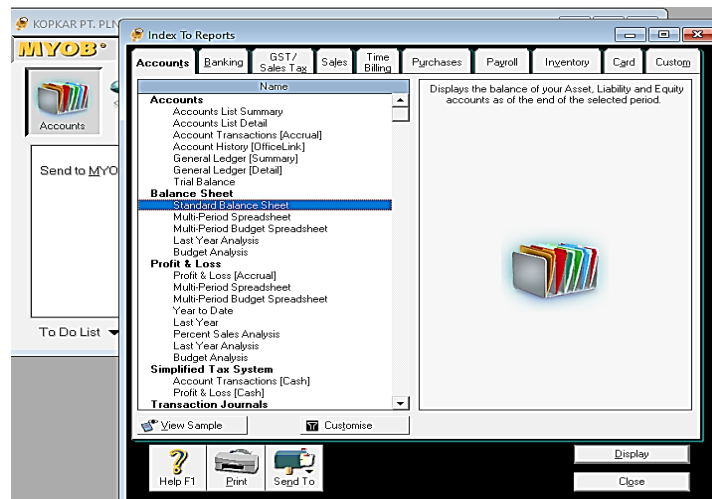 KOPKAR PT. PLN
MYOB
Accounts
Send to MYO
To Do List
Index To Reports
Accounts
Banking
GST/
Sales Tax
Sales
Time
Billing
Purchases
Payroll
Inventory
Card
Custom
Name
Accounts
Accounts List Summary
Accounts List Detail
Account Transactions [Accrual]
Account History [OfficeLink]
General Ledger [Summary]
General Ledger [Detail]
Trial Balance
Balance Sheet
Standard Balance Sheet
Multi-Period Spreadsheet
Multi-Period Budget Spreadsheet
Last Year Analysis
Budget Analysis
Profit & Loss
Profit & Loss [Accrual]
Multi-Period Spreadsheet
Multi-Period Budget Spreadsheet
Year to Date
Last Year
Percent Sales Analysis
Last Year Analysis
Budget Analysis
Simplified Tax System
Account Transactions [Cash]
Profit & Loss [Cash]
Transaction Journals
Displays the balance of your Asset, Liability and Equity
accounts as of the end of the selected period.
View Sample
Customise
Help F1
Print
Send To
Display
Close